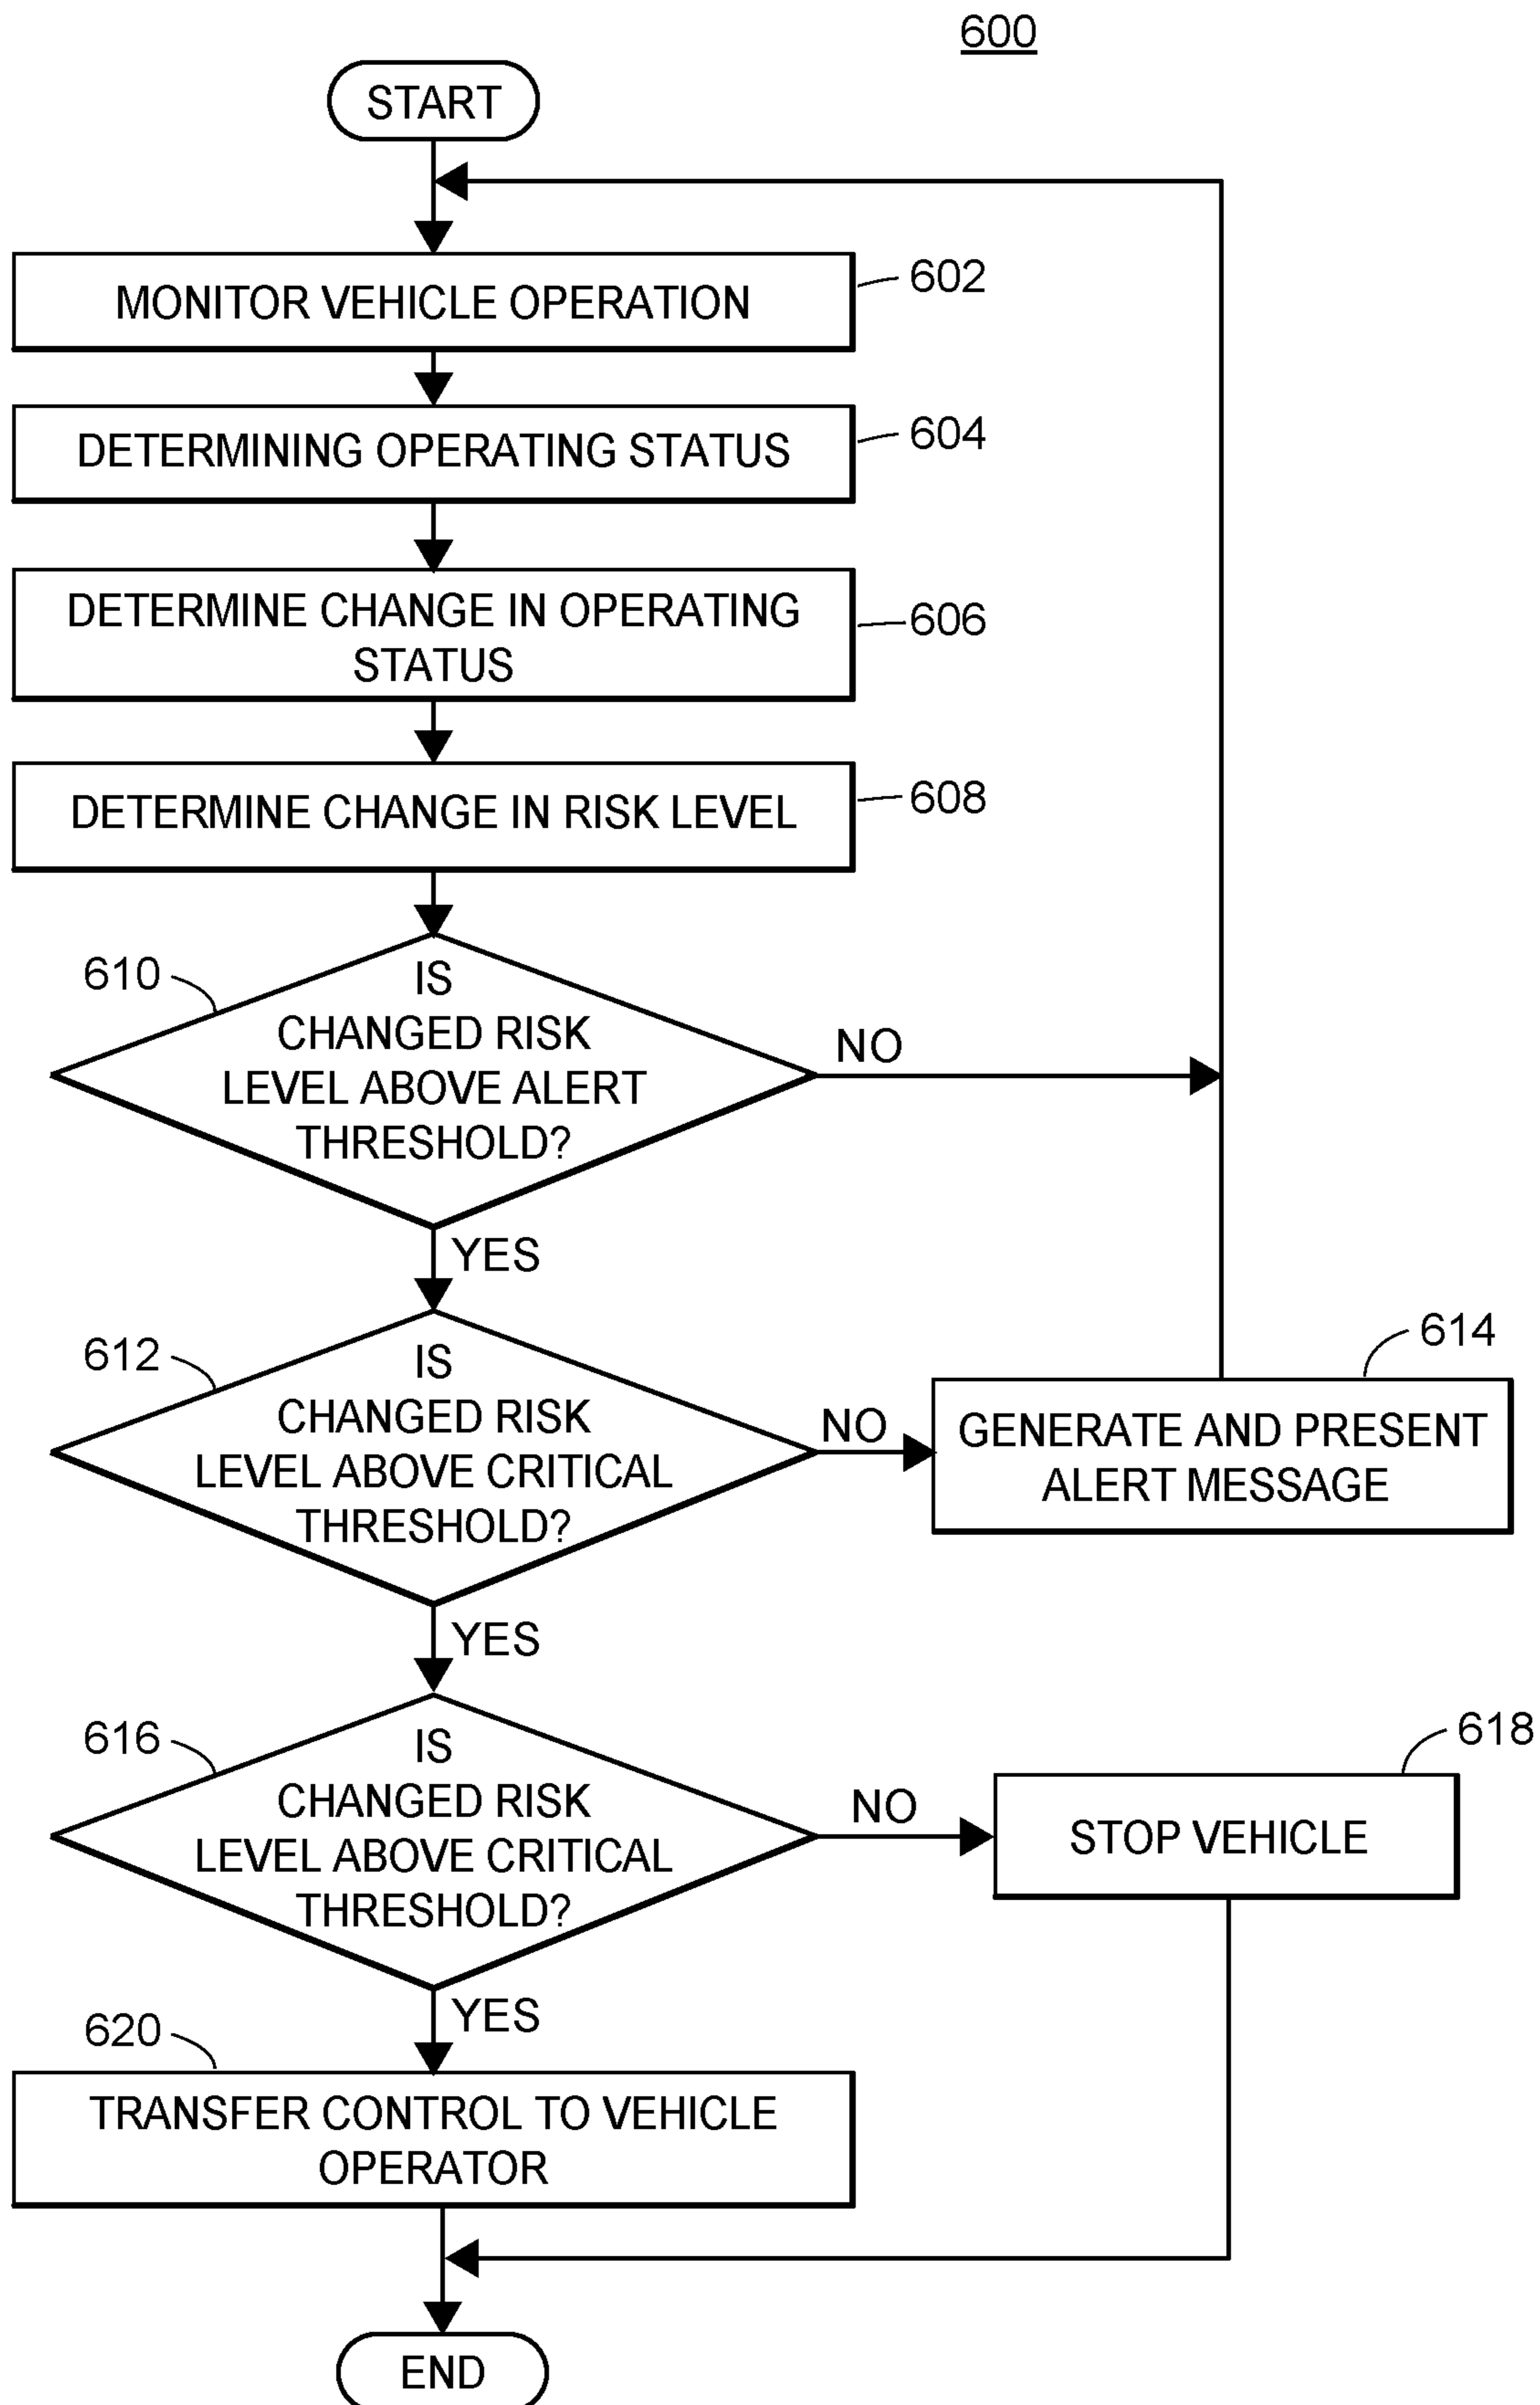 600
START
MONITOR VEHICLE OPERATION
602
DETERMINING OPERATING STATUS
604
DETERMINE CHANGE IN OPERATING
STATUS
606
DETERMINE CHANGE IN RISK LEVEL
608
610
IS
CHANGED RISK
LEVEL ABOVE ALERT
THRESHOLD?
NO
YES
612
IS
CHANGED RISK
LEVEL ABOVE CRITICAL
THRESHOLD?
NO
614
GENERATE AND PRESENT
ALERT MESSAGE
YES
616
IS
CHANGED RISK
LEVEL ABOVE CRITICAL
THRESHOLD?
NO
618
STOP VEHICLE
YES
620
TRANSFER CONTROL TO VEHICLE
OPERATOR
END